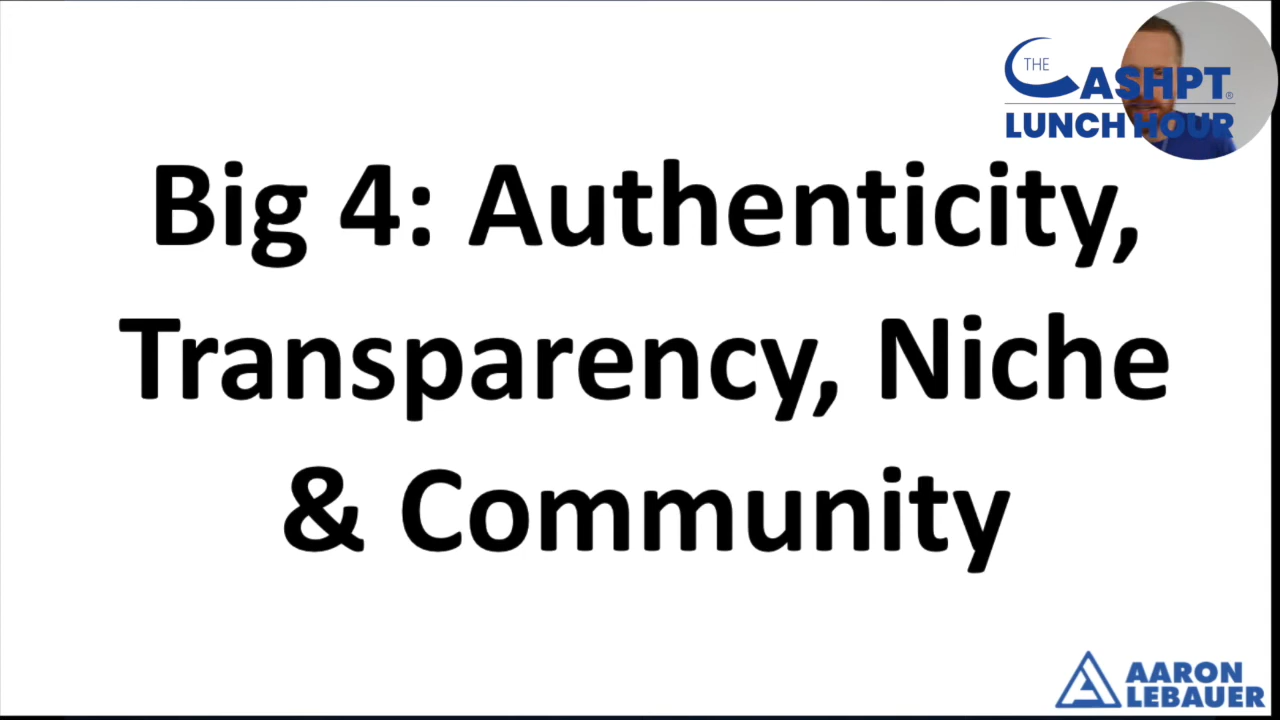 THE
CASHPT®
LUNCH HOUR
Big 4: Authenticity,
Transparency, Niche
& Community
AARON
LEBAUER